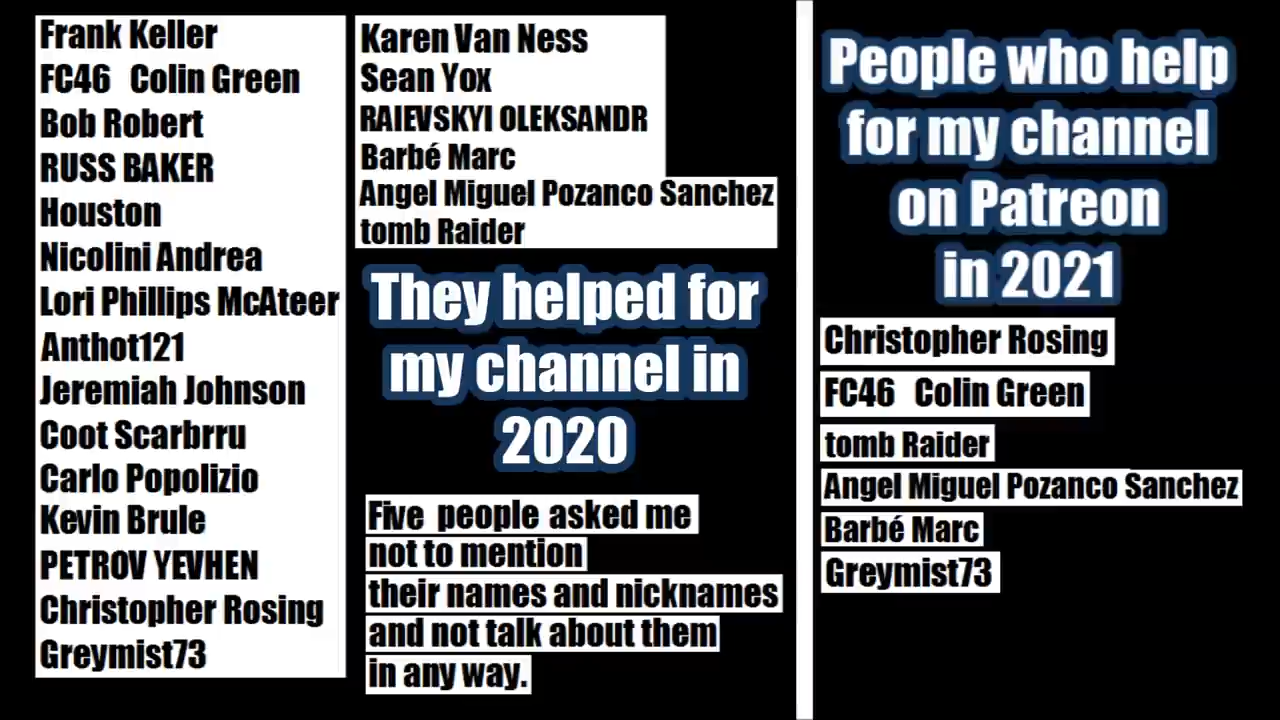 Frank Keller
FC46 Colin Green
Bob Robert
RUSS BAKER
Houston
Nicolini Andrea
Lori Phillips McAteer
Anthot121
Jeremiah Johnson
Coot Scarbrru
Carlo Popolizio
Kevin Brule
PETROV YEVHEN
Christopher Rosing
Greymist73
Karen Van Ness
Sean Yox
RAIEVSKYI OLEKSANDR
Barbé Marc
Angel Miguel Pozanco Sanchez
tomb Raider
They helped for
my channel in
2020
Five people asked me
not to mention
their names and nicknames
and not talk about them
in any way.
People who help
for my channel
on Patreon
in 2021
Christopher Rosing
FC46 Colin Green
tomb Raider
Angel Miguel Pozanco Sanchez
Barbé Marc
Greymist73